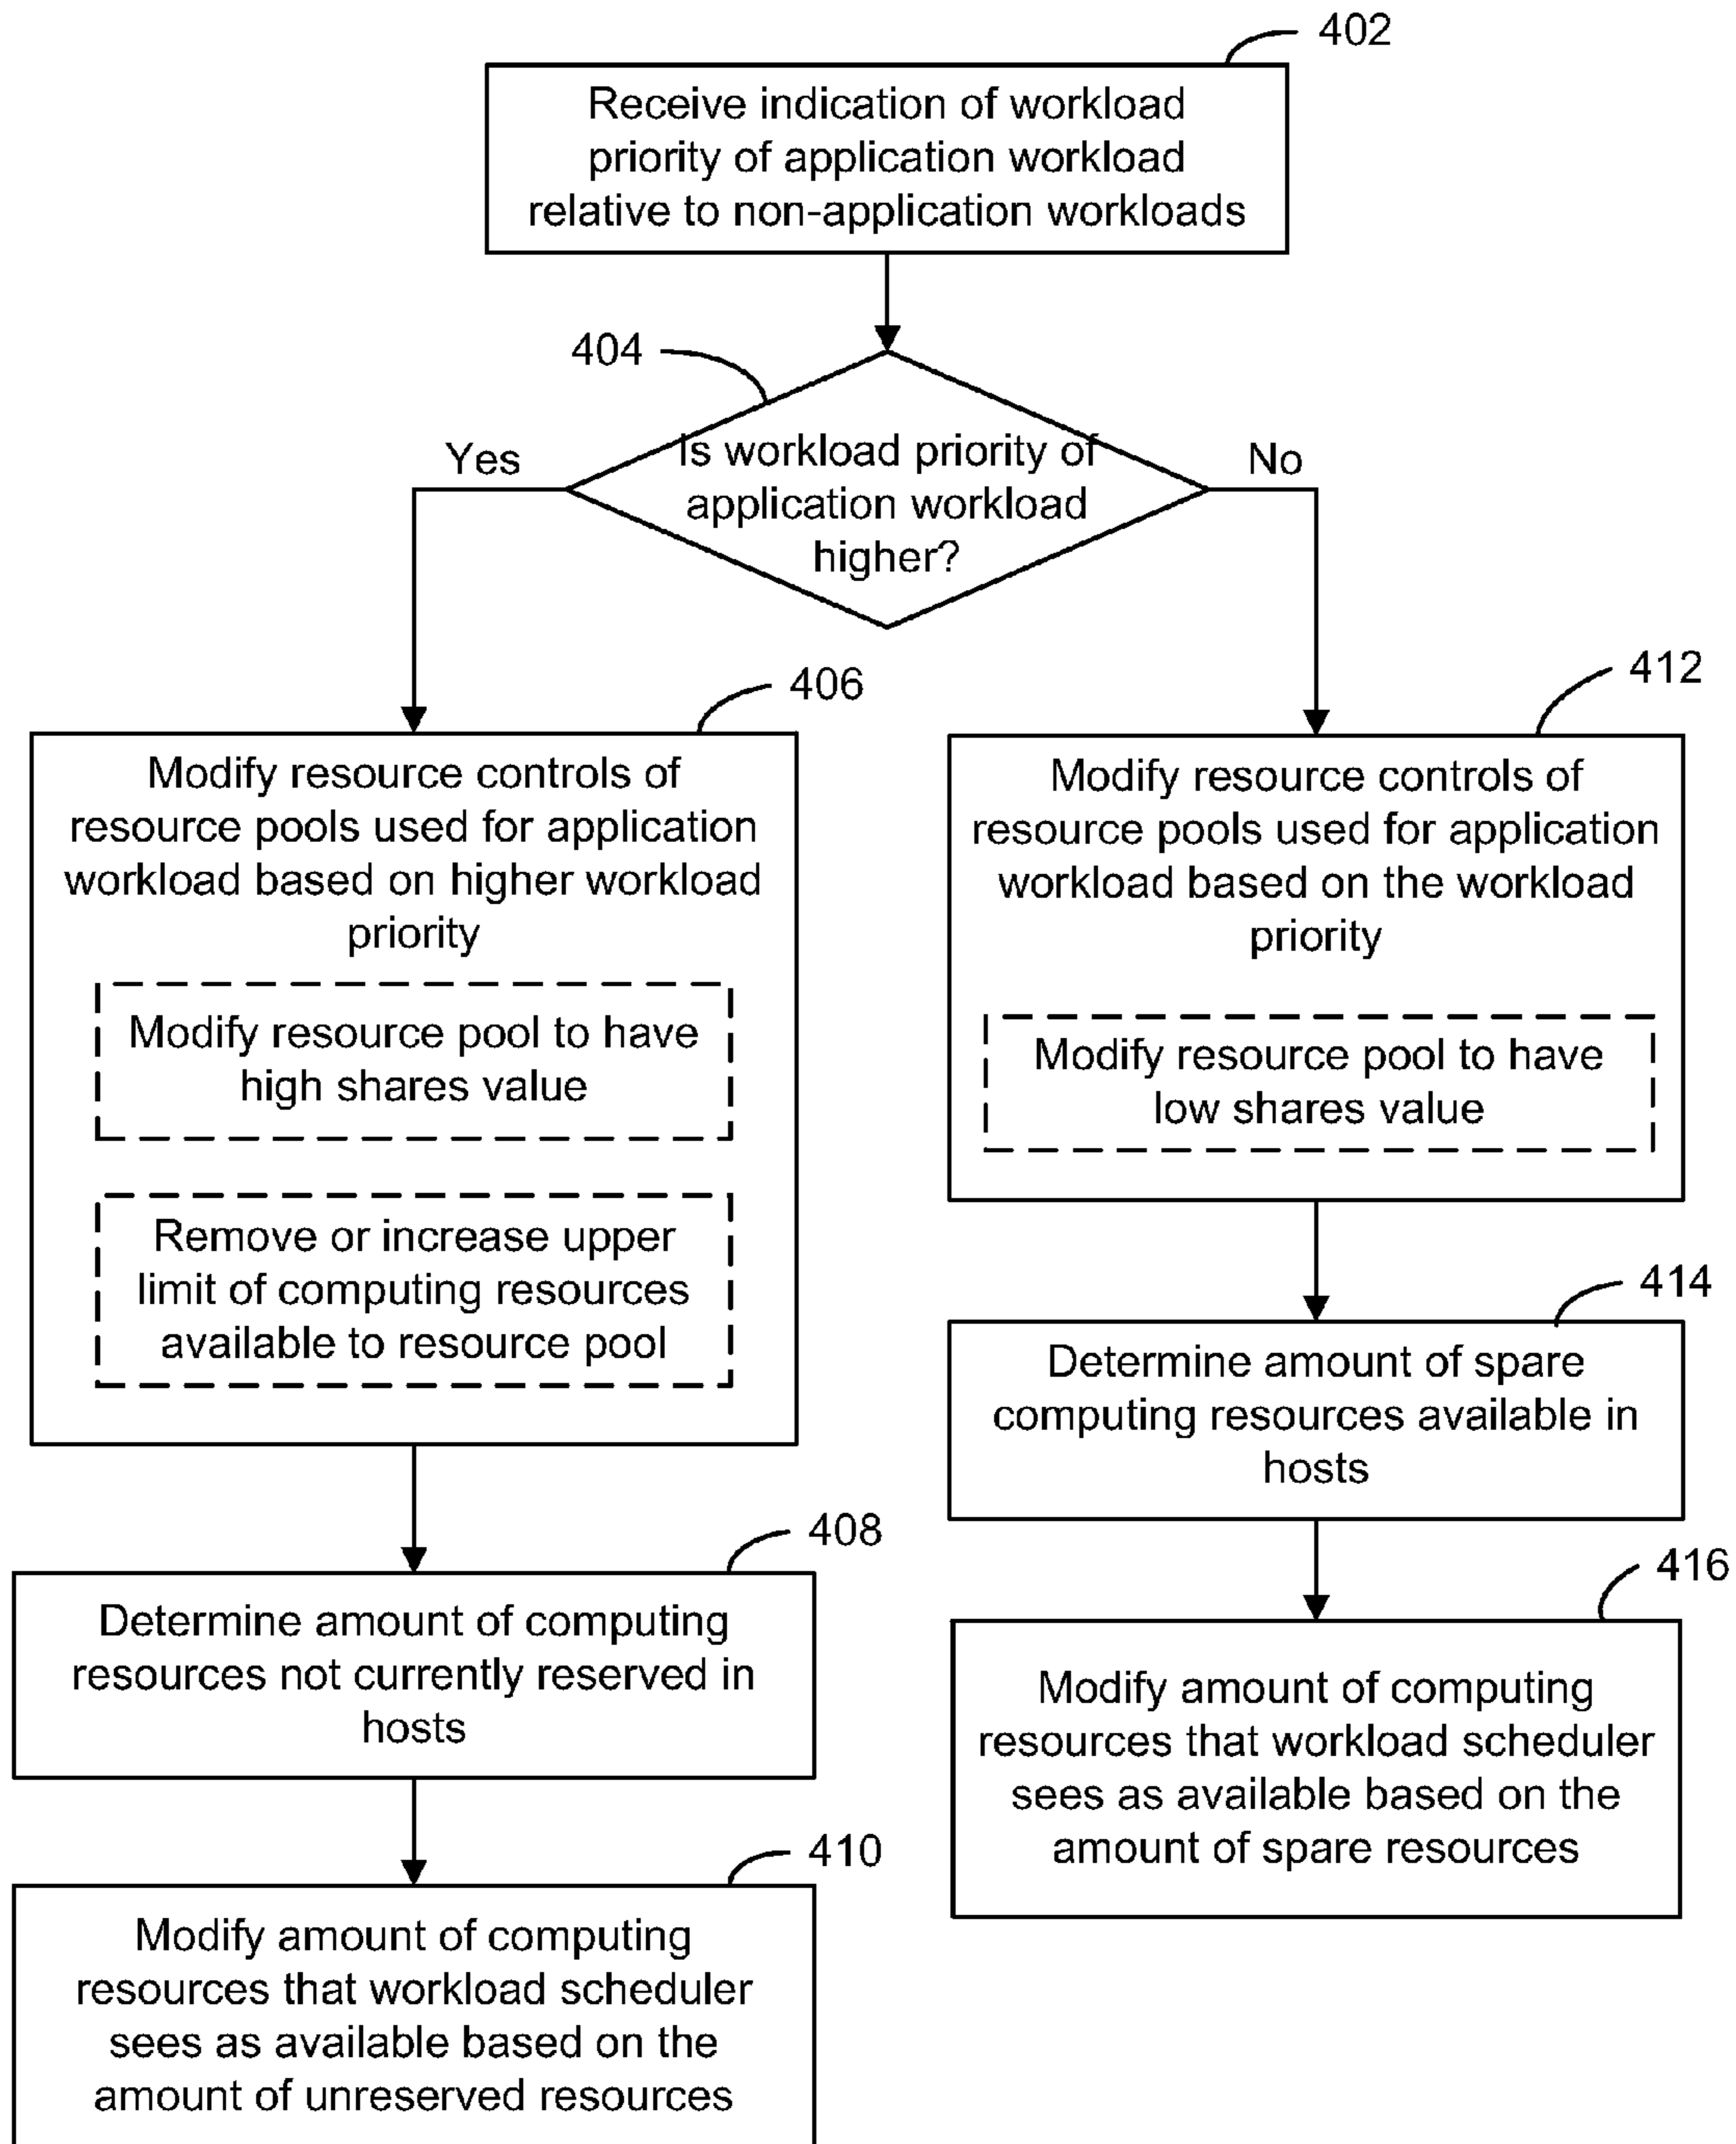 402
Receive indication of workload
priority of application workload
relative to non-application workloads
404
Yes
Is workload priority of
application workload
higher?
No
406
Modify resource controls of
resource pools used for application
workload based on higher workload
priority
Modify resource pool to have
high shares value
Remove or increase upper
limit of computing resources
available to resource pool
408
Determine amount of computing
resources not currently reserved in
hosts
410
Modify amount of computing
resources that workload scheduler
sees as available based on the
amount of unreserved resources
412
Modify resource controls of
resource pools used for application
workload based on the workload
priority
Modify resource pool to have
low shares value
414
Determine amount of spare
computing resources available in
hosts
416
Modify amount of computing
resources that workload scheduler
sees as available based on the
amount of spare resources